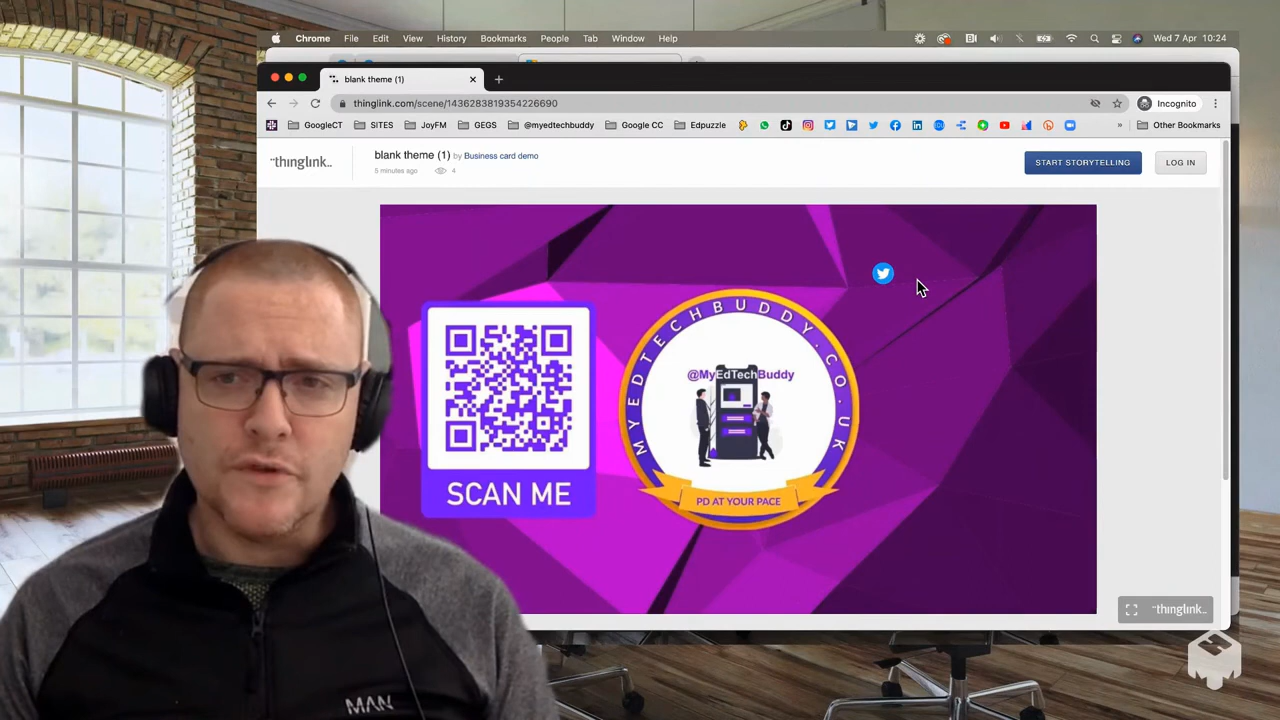 Chrome File Edit View History Bookmarks People Tab Window Help Wed 7 Apr 10:24
blank theme (1)
thinglink.com/scene/1436283819354226690 Incognito
GoogleCT SITES JoyFM GEGS @myedtechbuddy Google CC Edpuzzle » Other Bookmarks
thinglink.. blank theme (1) by Business card demo START STORYTELLING LOG IN
5 minutes ago 4
MYEDTECHBUDDY.CO.UK
@MyEdTechBuddy
SCAN ME
PD AT YOUR PACE
thinglink..
MAN